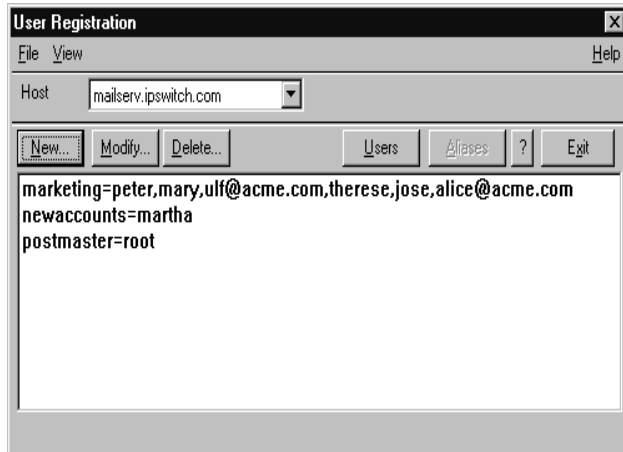 User Registration
File View Help
Host mailserv.ipswitch.com
New... Modify... Delete... Users Aliases ? Exit
marketing=peter,mary,ulf@acme.com,therese,jose,alice@acme.com
newaccounts=martha
postmaster=root